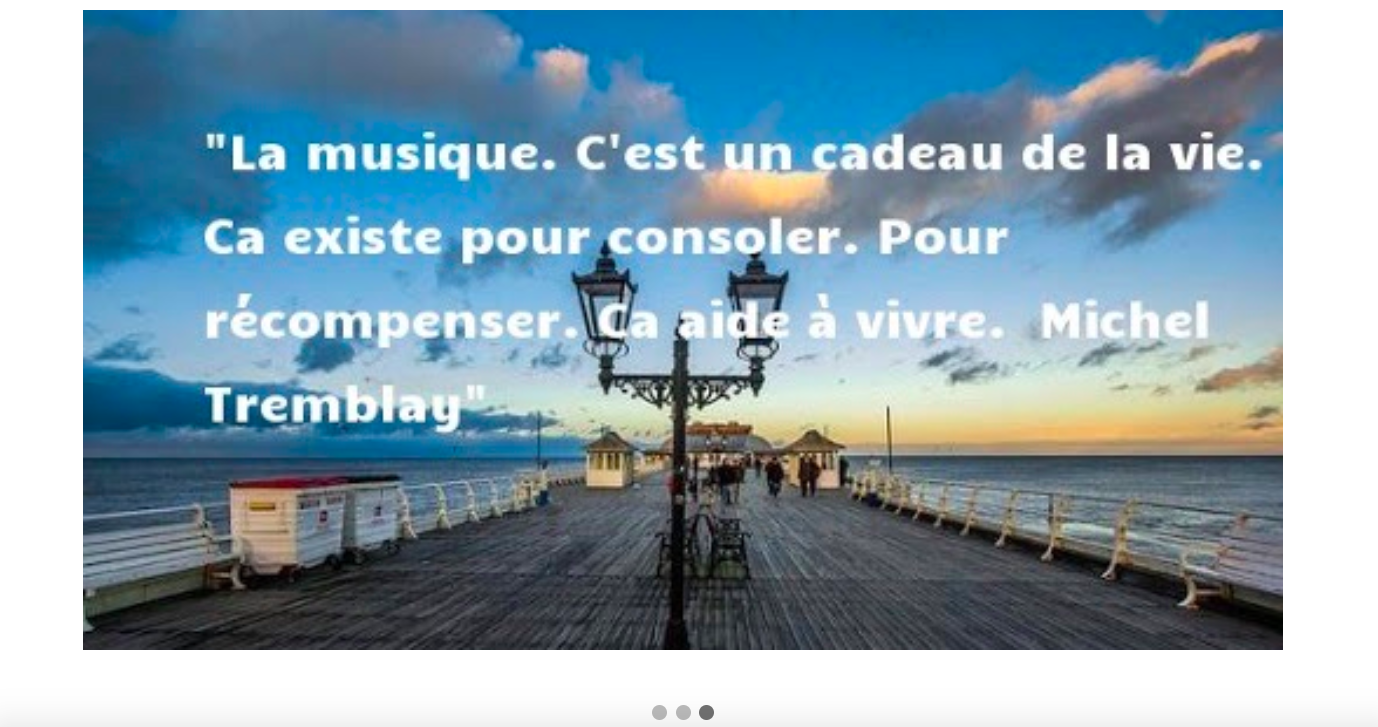 "La musique. C'est un cadeau de la vie.
Ca existe pour consoler. Pour
récompenser. Ca aide à vivre.  Michel
Tremblay"